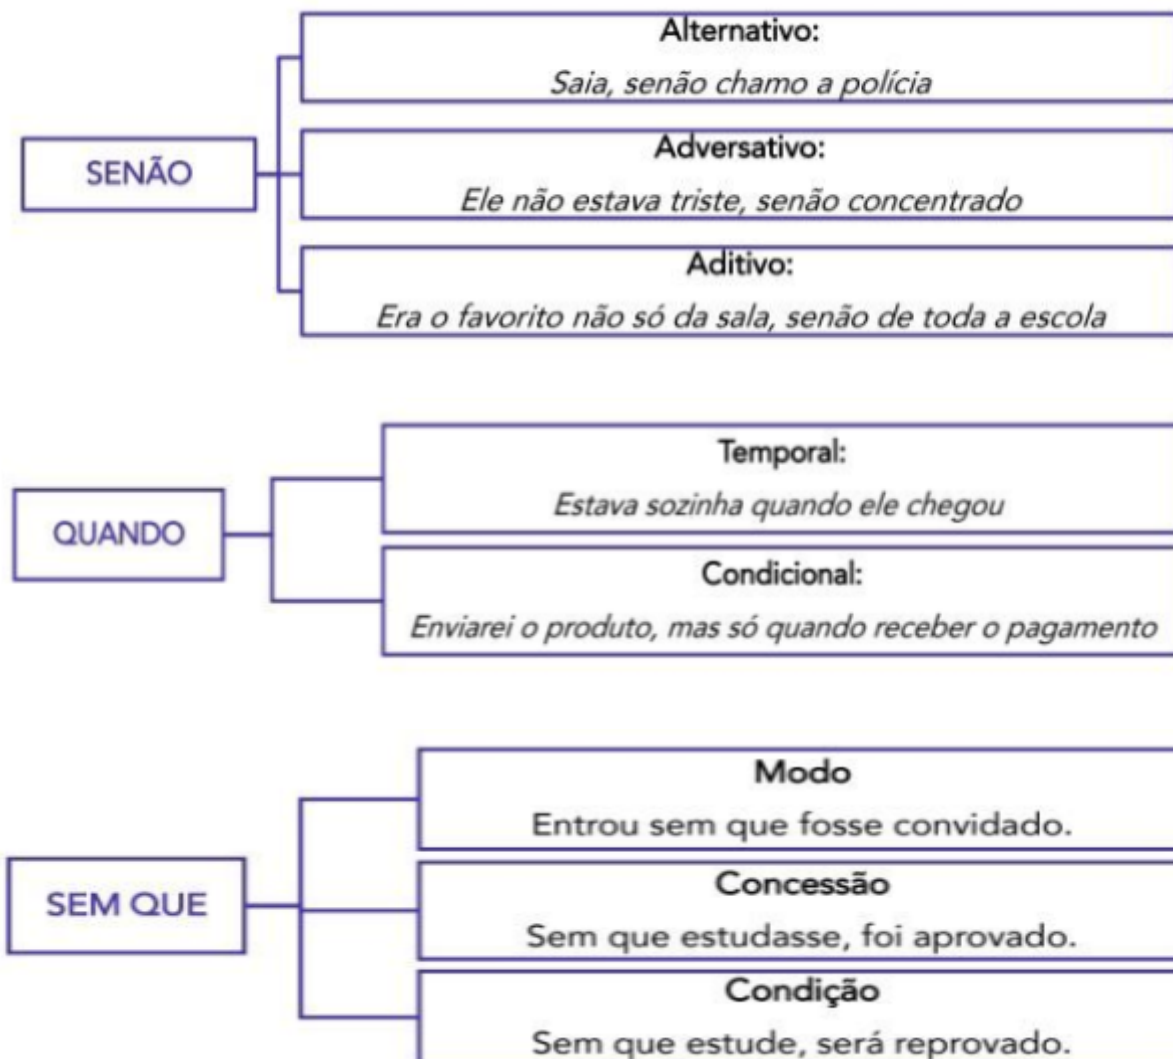 SENÃO
Alternativo:
Saia, senão chamo a polícia
Adversativo:
Ele não estava triste, senão concentrado
Aditivo:
Era o favorito não só da sala, senão de toda a escola
QUANDO
Temporal:
Estava sozinha quando ele chegou
Condicional:
Enviarei o produto, mas só quando receber o pagamento
SEM QUE
Modo
Entrou sem que fosse convidado.
Concessão
Sem que estudasse, foi aprovado.
Condição
Sem que estude, será reprovado.